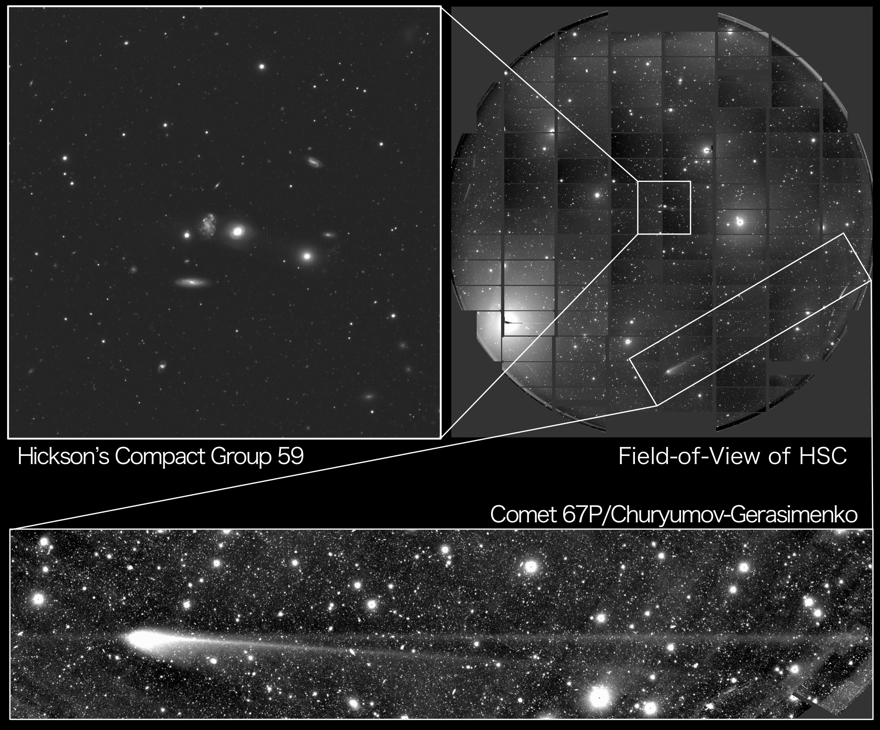 Hickson's Compact Group 59
Field-of-View of HSC
Comet 67P/Churyumov-Gerasimenko